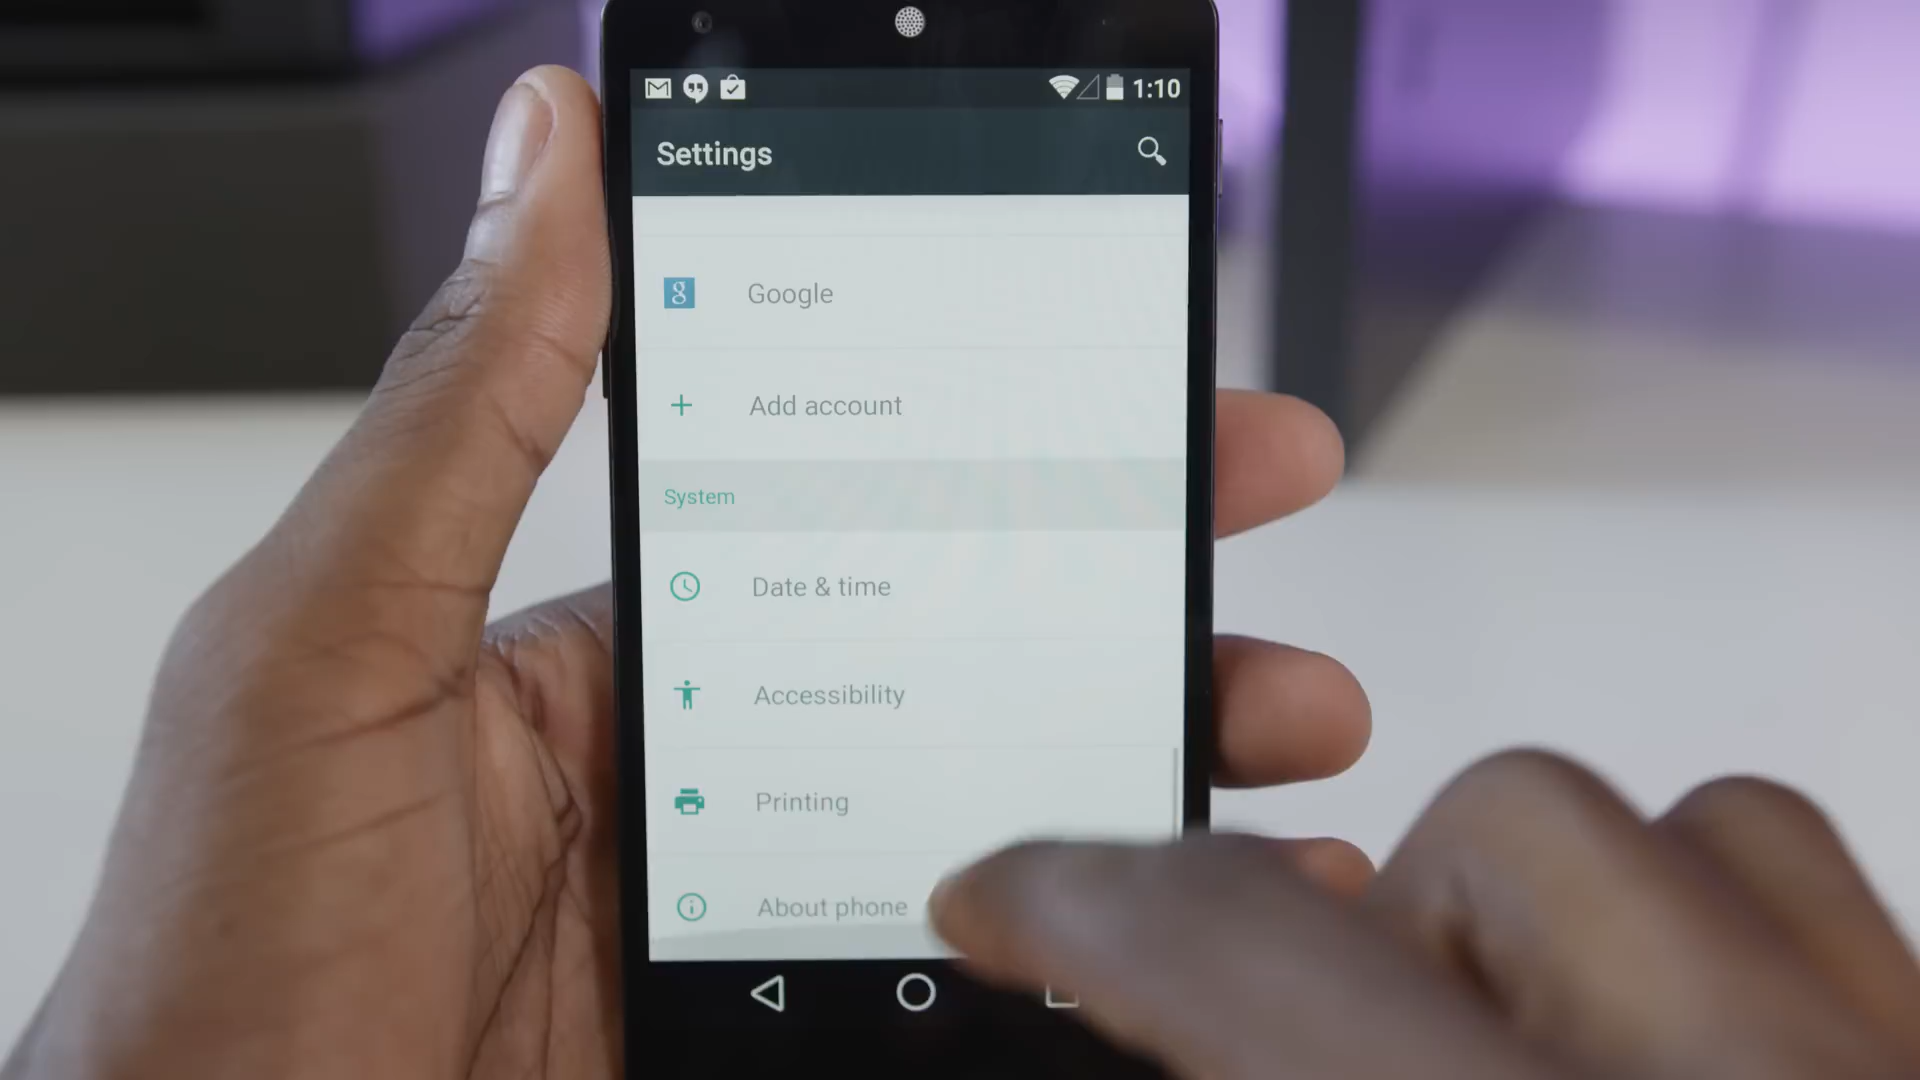 1:10
Settings
g Google
Add account
System
Date & time
Accessibility
Printing
About phone